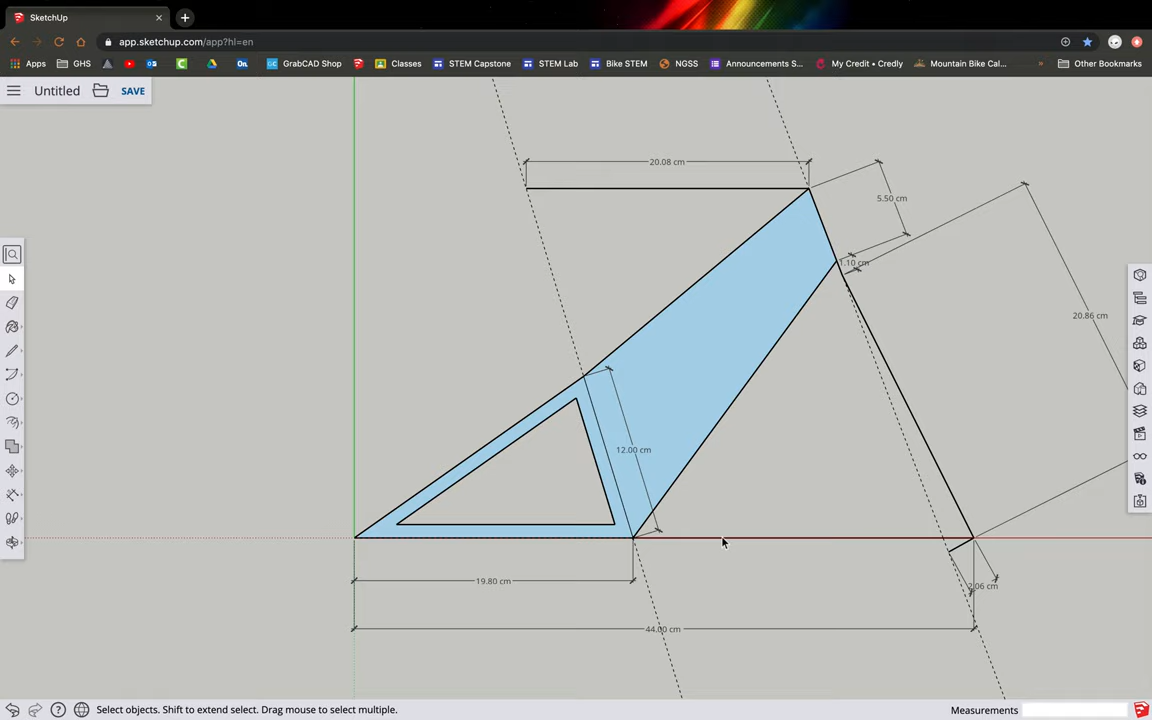 SketchUp
app.sketchup.com/app?hl=en
Apps
GHS
On
GrabCAD Shop
Classes
STEM Capstone
STEM Lab
Bike STEM
NGSS
Announcements S...
My Credit • Credly
Mountain Bike Cal...
»
Other Bookmarks
Untitled
SAVE
20.08 cm
5.50 cm
1.10 cm
20.86 cm
12.00 cm
19.80 cm
2.06 cm
44.00 cm
Select objects. Shift to extend select. Drag mouse to select multiple.
Measurements